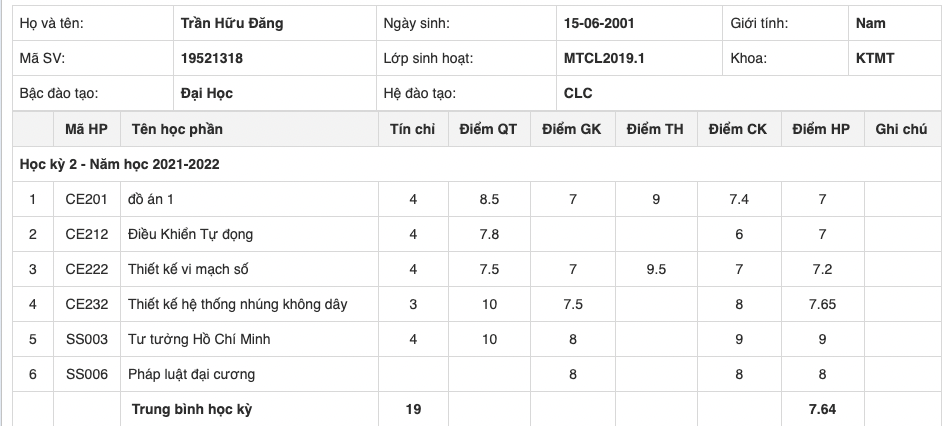 Họ và tên: Trần Hữu Đăng Ngày sinh: 15-06-2001 Giới tính: Nam
Mã SV: 19521318 Lớp sinh hoạt: MTCL2019.1 Khoa: KTMT
Bậc đào tạo: Đại Học Hệ đào tạo: CLC
Mã HP Tên học phần Tín chỉ Điểm QT Điểm GK Điểm TH Điểm CK Điểm HP Ghi chú
Học kỳ 2 - Năm học 2021-2022
1 CE201 đồ án 1 4 8.5 7 9 7.4 7
2 CE212 Điều Khiển Tự đọng 4 7.8 6 7
3 CE222 Thiết kế vi mạch số 4 7.5 7 9.5 7 7.2
4 CE232 Thiết kế hệ thống nhúng không dây 3 10 7.5 8 7.65
5 SS003 Tư tưởng Hồ Chí Minh 4 10 8 9 9
6 SS006 Pháp luật đại cương 8 8 8
Trung bình học kỳ 19 7.64